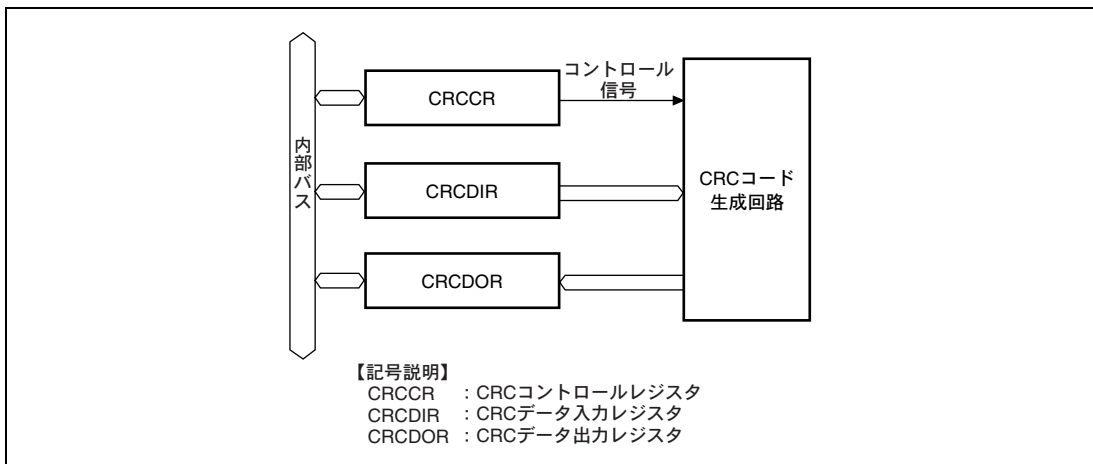 コントロール
信号
CRCCR
内部バス
CRCDIR
CRCコード
生成回路
CRCDOR
【記号説明】
CRCCR :CRCコントロールレジスタ
CRCDIR :CRCデータ入力レジスタ
CRCDOR :CRCデータ出力レジスタ